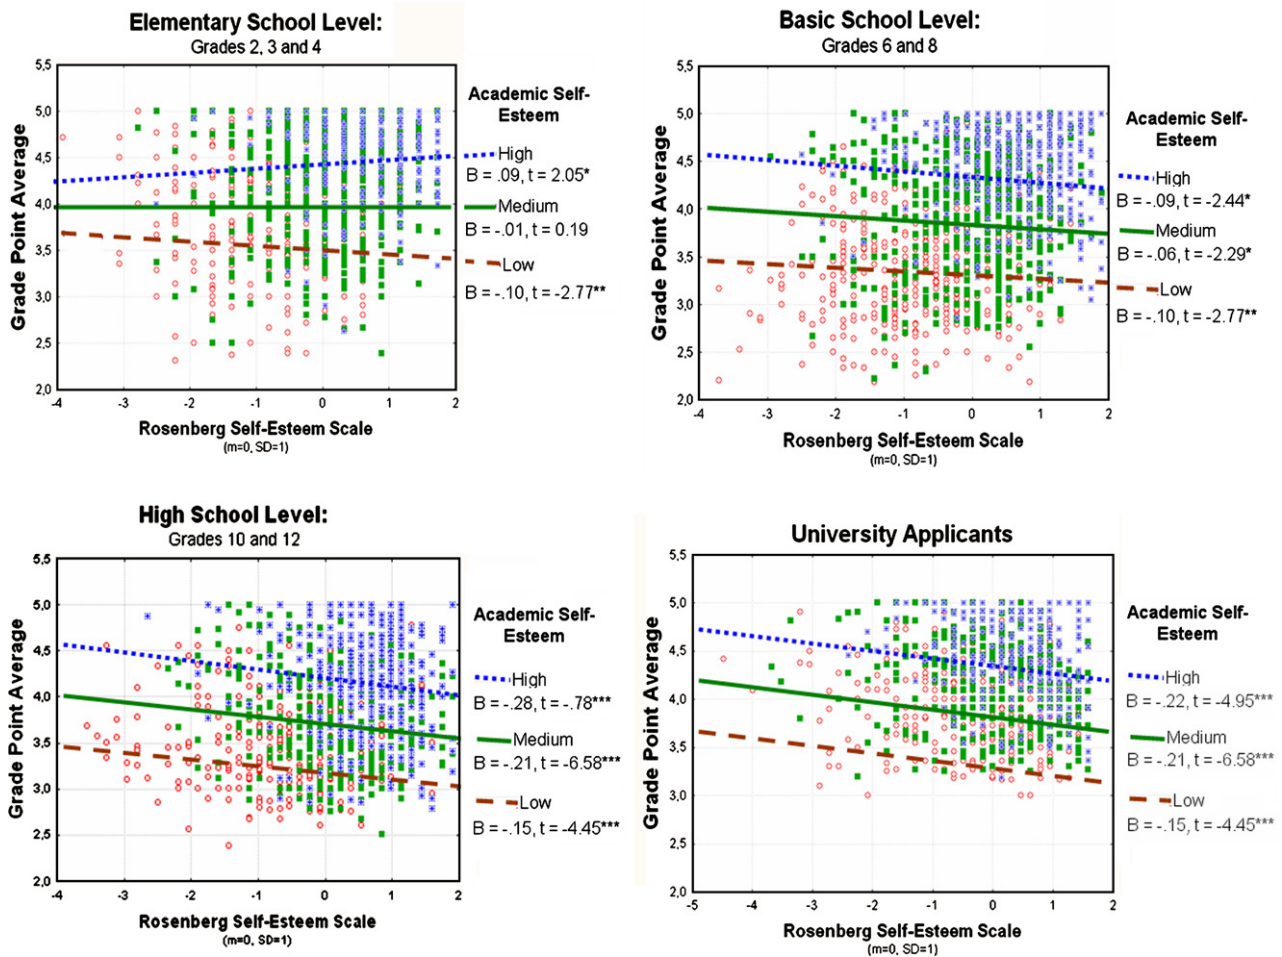 Elementary School Level:
Grades 2, 3 and 4
5,5
5,0
4,5
4,0
3,5
3,0
2,5
2,0
Grade Point Average
-4 -3 -2 -1 0 1 2
Rosenberg Self-Esteem Scale
(m=0, SD=1)
Academic Self-
Esteem
High
B = .09, t = 2.05*
Medium
B = -.01, t = 0.19
Low
B = -.10, t = -2.77**
Basic School Level:
Grades 6 and 8
5,5
5,0
4,5
4,0
3,5
3,0
2,5
2,0
Grade Point Average
-4 -3 -2 -1 0 1 2
Rosenberg Self-Esteem Scale
(m=0, SD=1)
Academic Self-
Esteem
High
B = -.09, t = -2.44*
Medium
B = -.06, t = -2.29*
Low
B = -.10, t = -2.77**
High School Level:
Grades 10 and 12
5,5
5,0
4,5
4,0
3,5
3,0
2,5
2,0
Grade Point Average
-4 -3 -2 -1 0 1 2
Rosenberg Self-Esteem Scale
(m=0, SD=1)
Academic Self-
Esteem
High
B = -.28, t = -.78***
Medium
B = -.21, t = -6.58***
Low
B = -.15, t = -4.45***
University Applicants
5,5
5,0
4,5
4,0
3,5
3,0
2,5
2,0
Grade Point Average
-5 -4 -3 -2 -1 0 1 2
Rosenberg Self-Esteem Scale
(m=0, SD=1)
Academic Self-
Esteem
High
B = -.22, t = -4.95***
Medium
B = -.21, t = -6.58***
Low
B = -.15, t = -4.45***